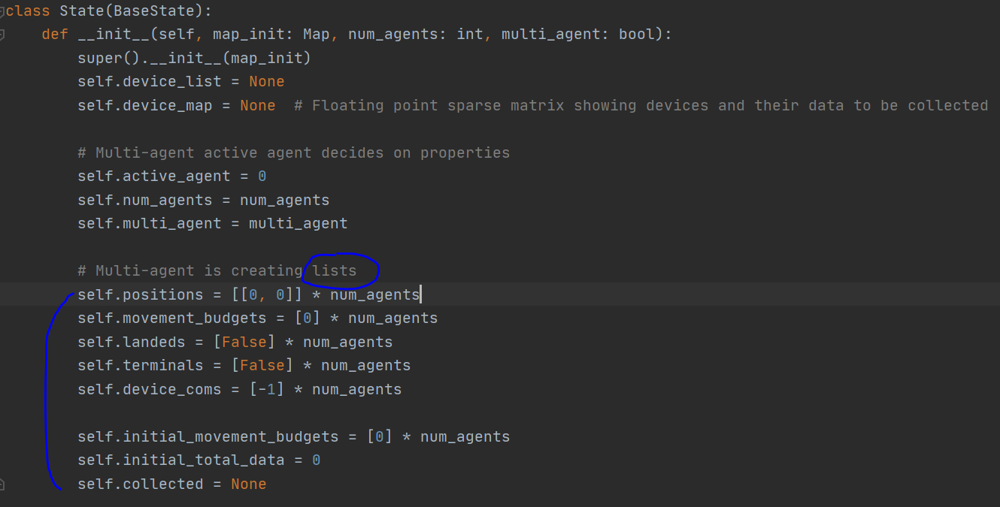 class State(BaseState):
    def __init__(self, map_init: Map, num_agents: int, multi_agent: bool):
        super().__init__(map_init)
        self.device_list = None
        self.device_map = None  # Floating point sparse matrix showing devices and their data to be collected
        # Multi-agent active agent decides on properties
        self.active_agent = 0
        self.num_agents = num_agents
        self.multi_agent = multi_agent
        # Multi-agent is creating lists
        self.positions = [[0, 0]] * num_agents
        self.movement_budgets = [0] * num_agents
        self.landeds = [False] * num_agents
        self.terminals = [False] * num_agents
        self.device_coms = [-1] * num_agents
        self.initial_movement_budgets = [0] * num_agents
        self.initial_total_data = 0
        self.collected = None